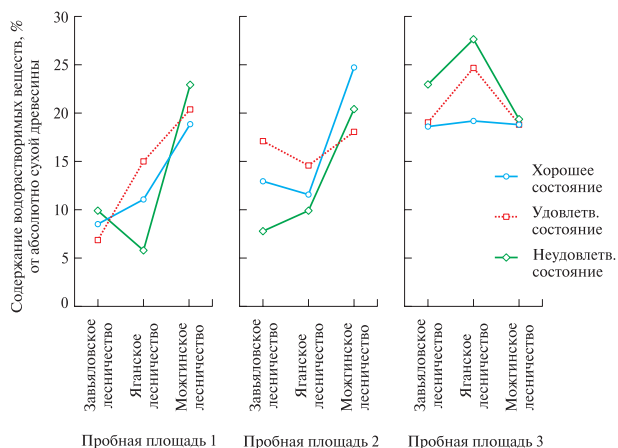 Содержание водорастворимых веществ, %
от абсолютно сухой древесины
30
25
20
15
10
5
0
Хорошее
состояние
Удовлетв.
состояние
Неудовлетв.
состояние
Завьяловское
лесничество
Яганское
лесничество
Можгинское
лесничество
Завьяловское
лесничество
Яганское
лесничество
Можгинское
лесничество
Завьяловское
лесничество
Яганское
лесничество
Можгинское
лесничество
Пробная площадь 1
Пробная площадь 2
Пробная площадь 3